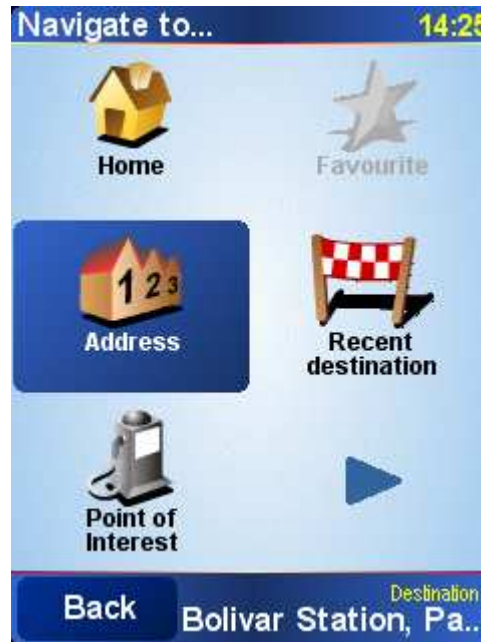 Navigate to...
14:25
Home
Favourite
1 2 3
Address
Recent
destination
Point of
Interest
Destination
Back
Bolivar Station, Pa..